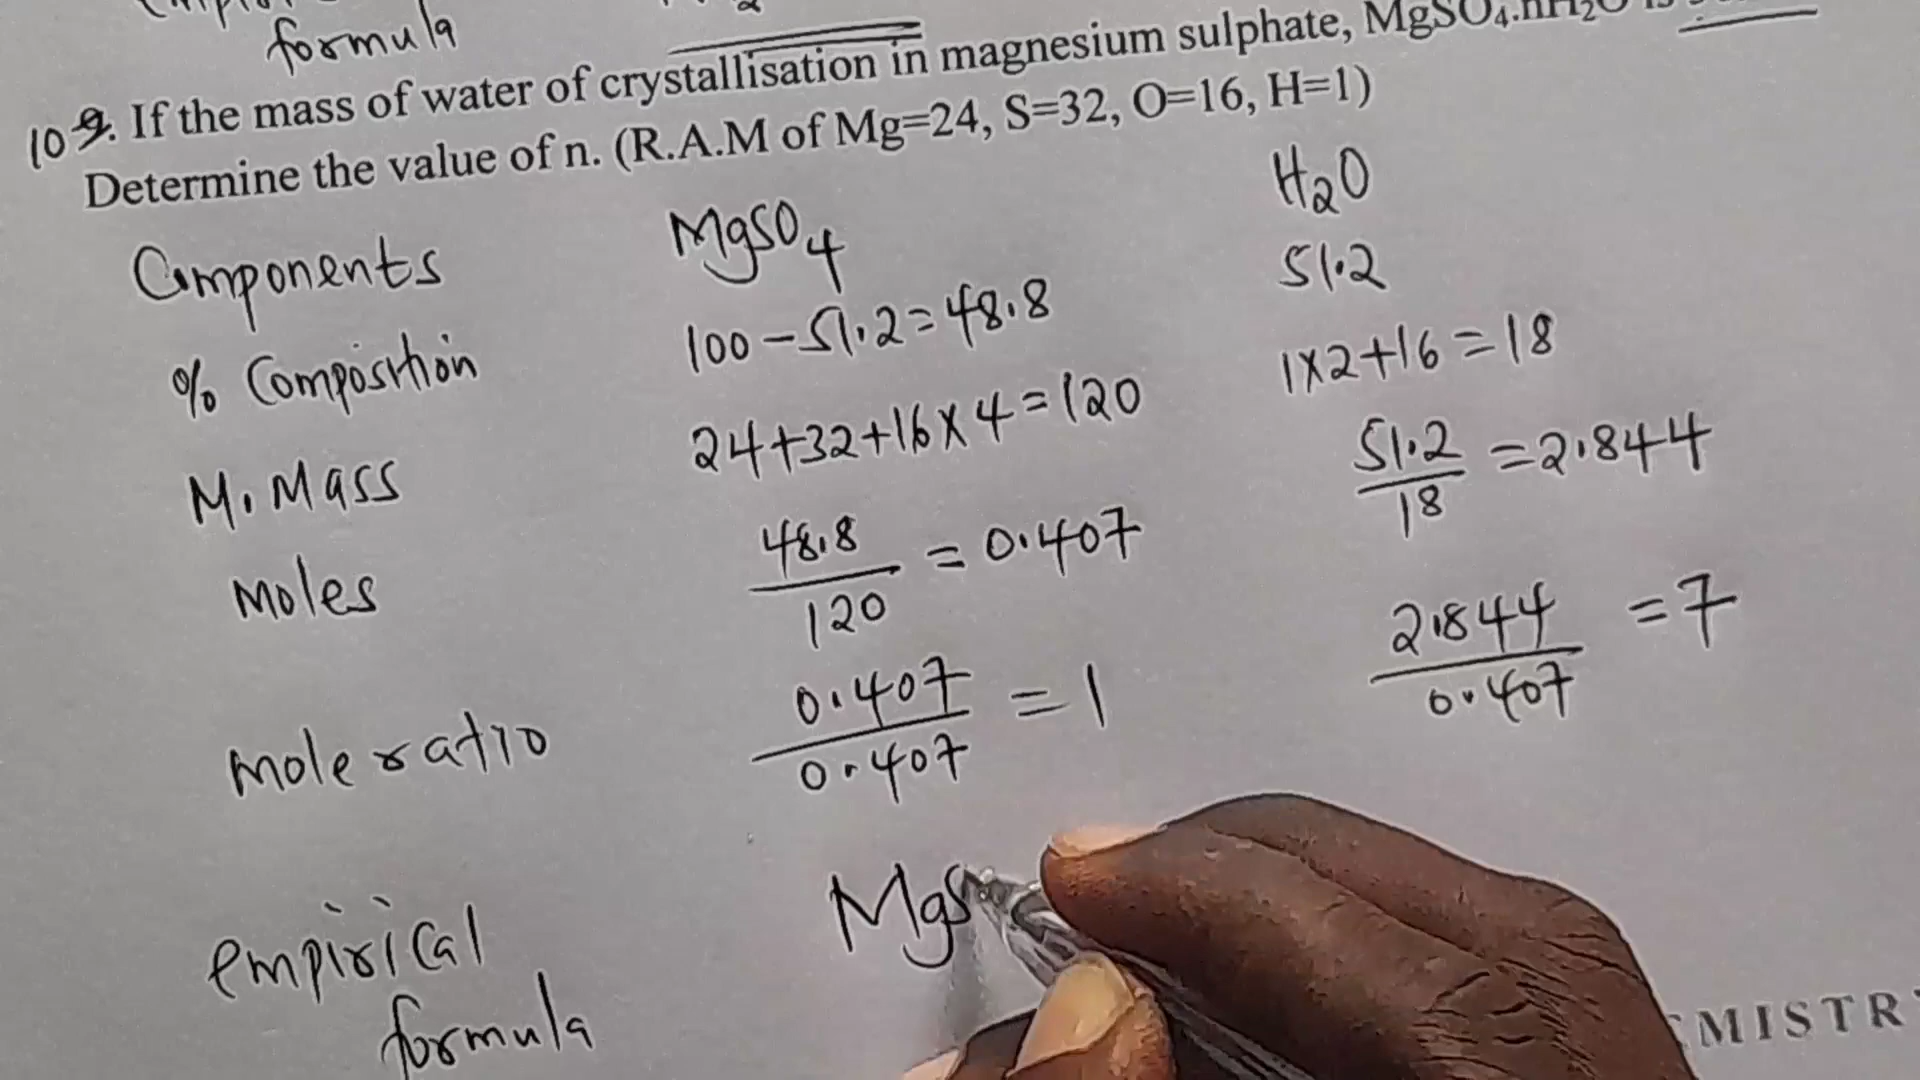 formula
10 9. If the mass of water of crystallisation in magnesium sulphate, MgSO₄.nH₂O is
Determine the value of n. (R.A.M of Mg=24, S=32, O=16, H=1)
Components MgSO₄ H₂O
% Composition 100-51.2=48.8 51.2
M. Mass 24+32+16×4=120 1×2+16=18
Moles 48.8/120 = 0.407 51.2/18 = 2.844
mole ratio 0.407/0.407 = 1 2.844/0.407 = 7
empirical MgS
formula
MISTR